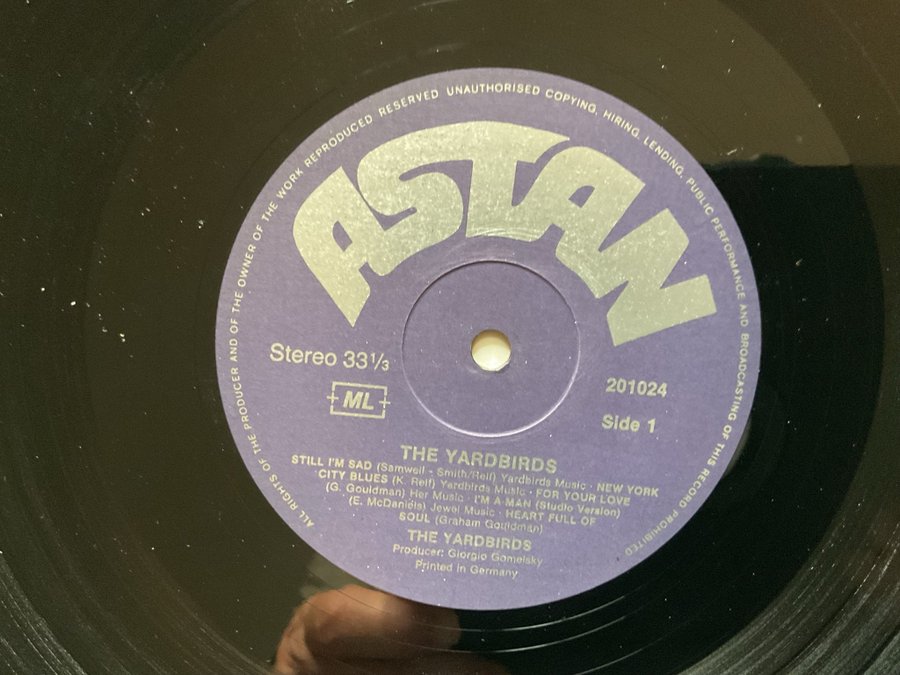 ALL RIGHTS OF THE PRODUCER AND OF THE OWNER OF THE WORK REPRODUCED RESERVED UNAUTHORISED COPYING, HIRING, LENDING, PUBLIC PERFORMANCE AND BROADCASTING OF THIS RECORD PROHIBITED
ASTAN
Stereo 33⅓
ML
201024
Side 1
THE YARDBIRDS
STILL I'M SAD (Samwell - Smith/Relf) Yardbirds Music · NEW YORK
CITY BLUES (K. Relf) Yardbirds Music · FOR YOUR LOVE
(G. Gouldman) Her Music · I'M A-MAN (Studio Version)
(E. McDaniels) Jewel Music · HEART FULL OF
SOUL (Graham Gouldman)
THE YARDBIRDS
Producer: Giorgio Gomelsky
Printed in Germany